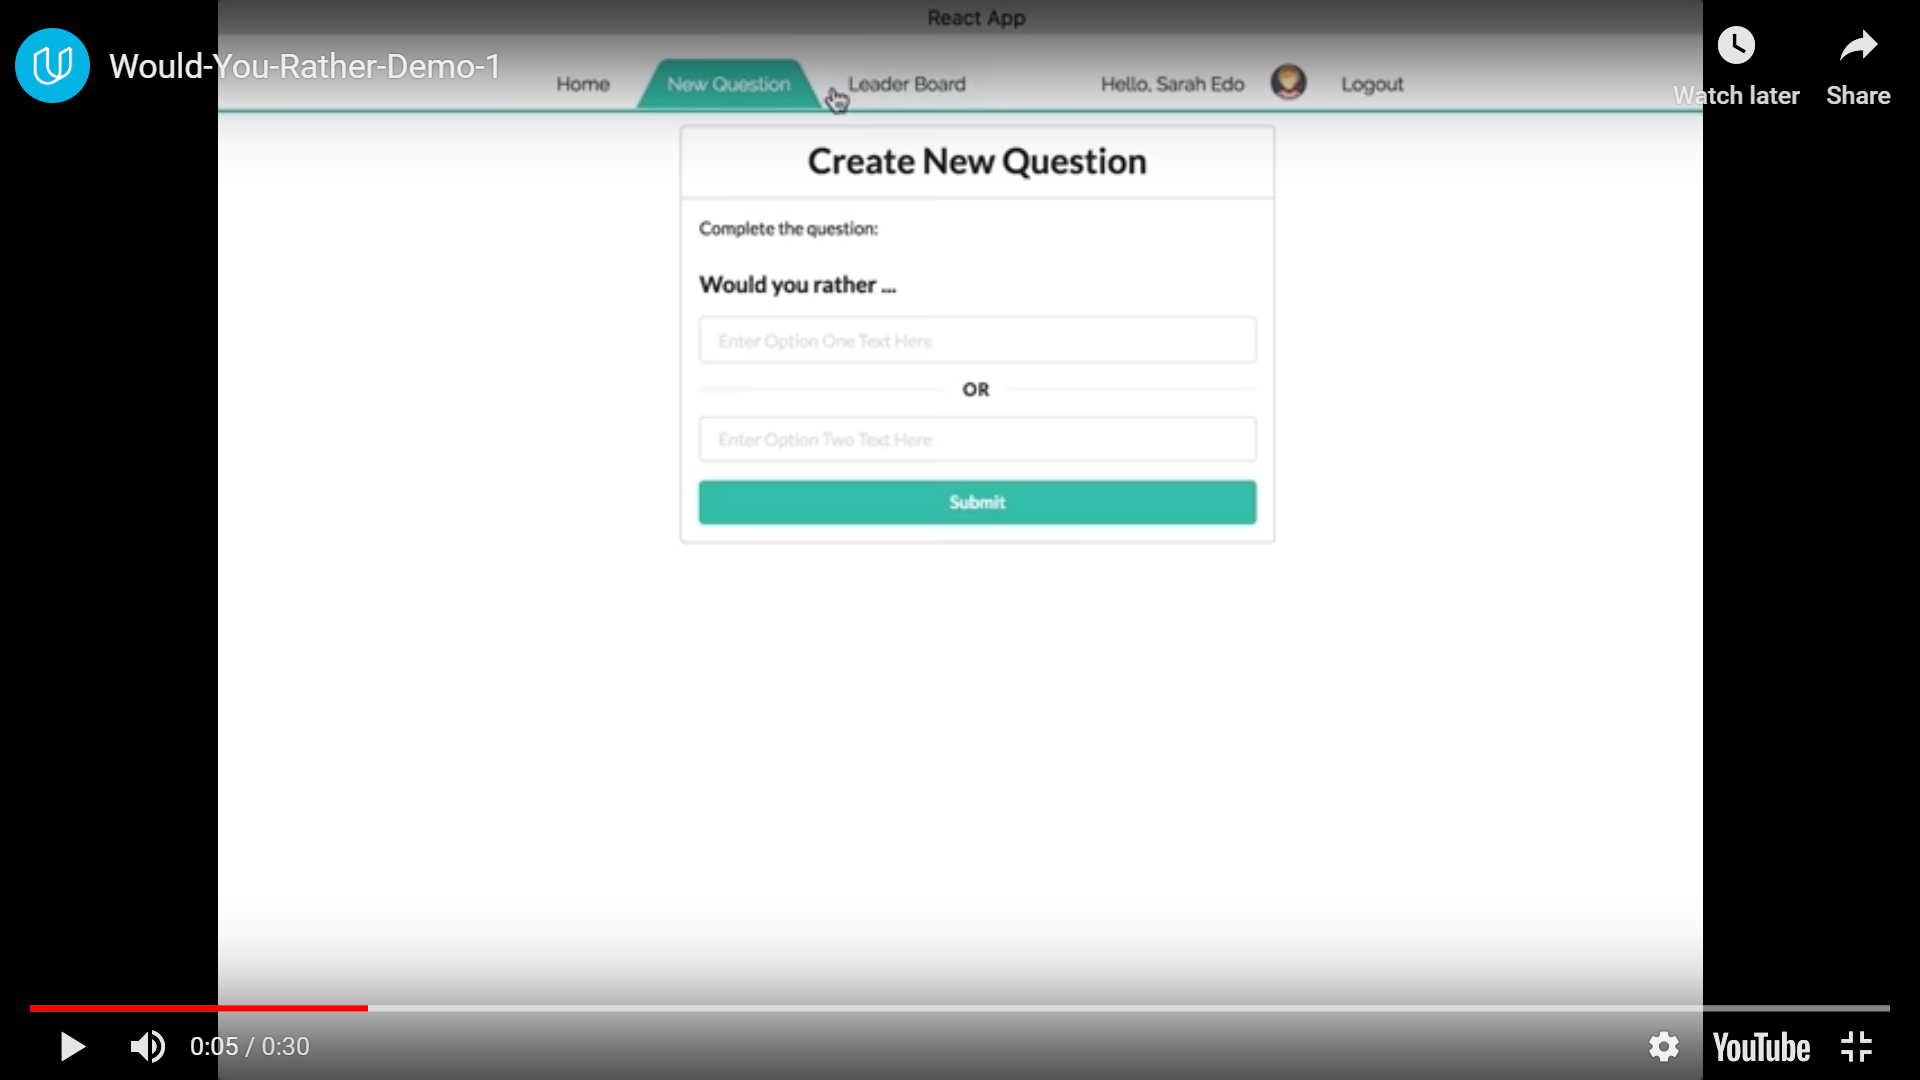 React App
Would-You-Rather-Demo-1
Home New Question Leader Board Hello, Sarah Edo Logout
Watch later Share
Create New Question
Complete the question:
Would you rather ...
Enter Option One Text Here
OR
Enter Option Two Text Here
Submit
0:05 / 0:30
YouTube